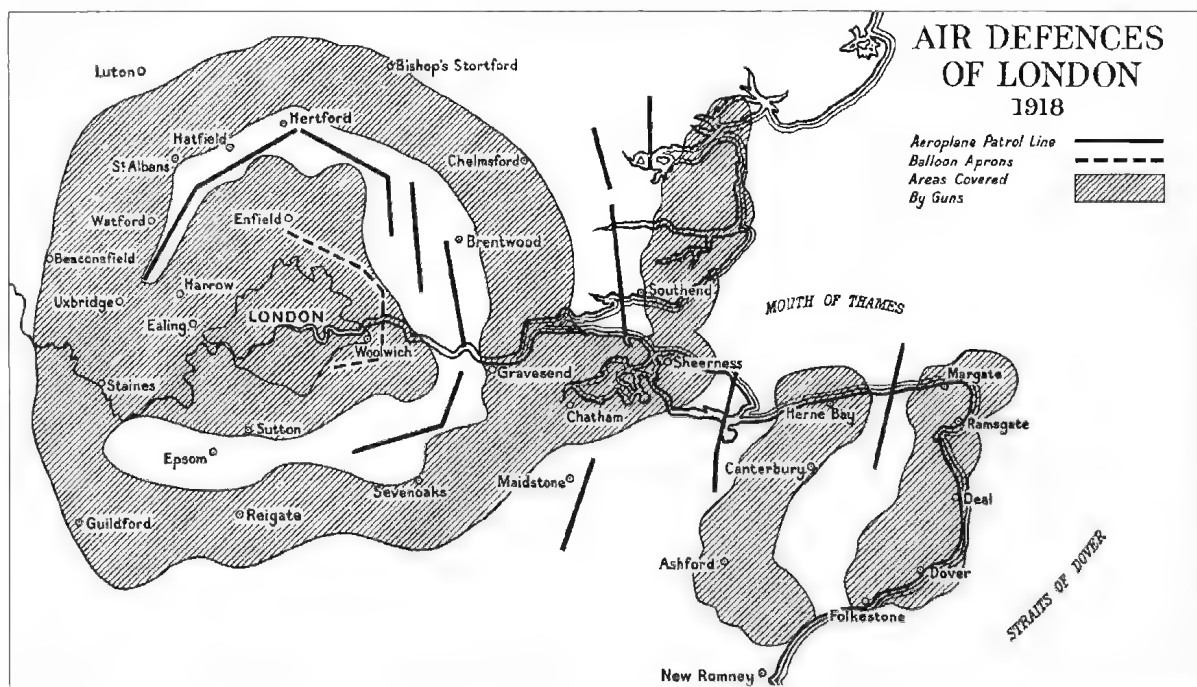 AIR DEFENCES
OF LONDON
1918
Aeroplane Patrol Line
Balloon Aprons
Areas Covered
By Guns
Luton
Bishop's Stortford
Hertford
Hatfield
St Albans
Chelmsford
Watford
Enfield
Brentwood
Beaconsfield
Harrow
Uxbridge
Southend
MOUTH OF THAMES
Ealing
LONDON
Woolwich
Sheerness
Gravesend
Staines
Margate
Chatham
Herne Bay
Ramsgate
Sutton
Epsom
Canterbury
Sevenoaks
Maidstone
Deal
Guildford
Reigate
Ashford
Dover
STRAITS OF DOVER
Folkestone
New Romney